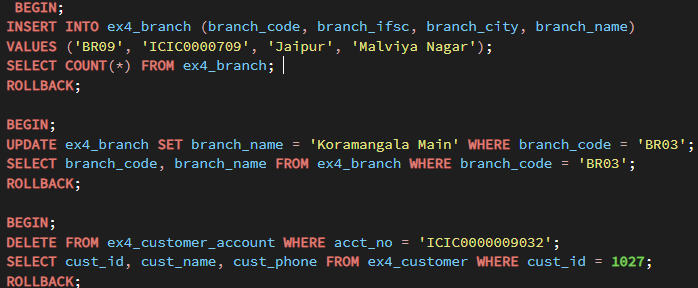 BEGIN;
INSERT INTO ex4_branch (branch_code, branch_ifsc, branch_city, branch_name)
VALUES ('BR09', 'ICIC0000709', 'Jaipur', 'Malviya Nagar');
SELECT COUNT(*) FROM ex4_branch;
ROLLBACK;

BEGIN;
UPDATE ex4_branch SET branch_name = 'Koramangala Main' WHERE branch_code = 'BR03';
SELECT branch_code, branch_name FROM ex4_branch WHERE branch_code = 'BR03';
ROLLBACK;

BEGIN;
DELETE FROM ex4_customer_account WHERE acct_no = 'ICIC0000009032';
SELECT cust_id, cust_name, cust_phone FROM ex4_customer WHERE cust_id = 1027;
ROLLBACK;